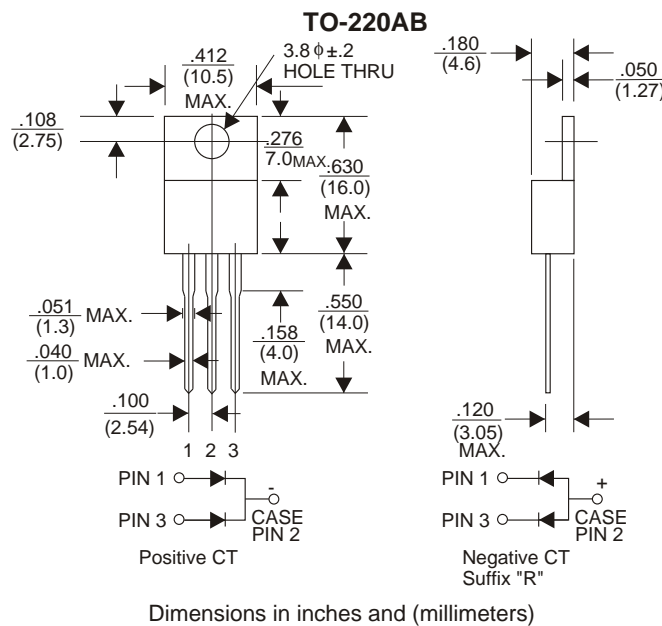 TO-220AB
.412
(10.5)
MAX.
3.8 ϕ ±.2
HOLE THRU
.180
(4.6)
.050
(1.27)
.108
(2.75)
.276
7.0MAX.
.630
(16.0)
MAX.
.051
(1.3) MAX.
.040
(1.0) MAX.
.158
(4.0)
MAX.
.550
(14.0)
MAX.
.100
(2.54)
.120
(3.05)
MAX.
1 2 3
PIN 1
-
PIN 3
CASE
PIN 2
Positive CT
PIN 1
+
PIN 3
CASE
PIN 2
Negative CT
Suffix "R"
Dimensions in inches and (millimeters)